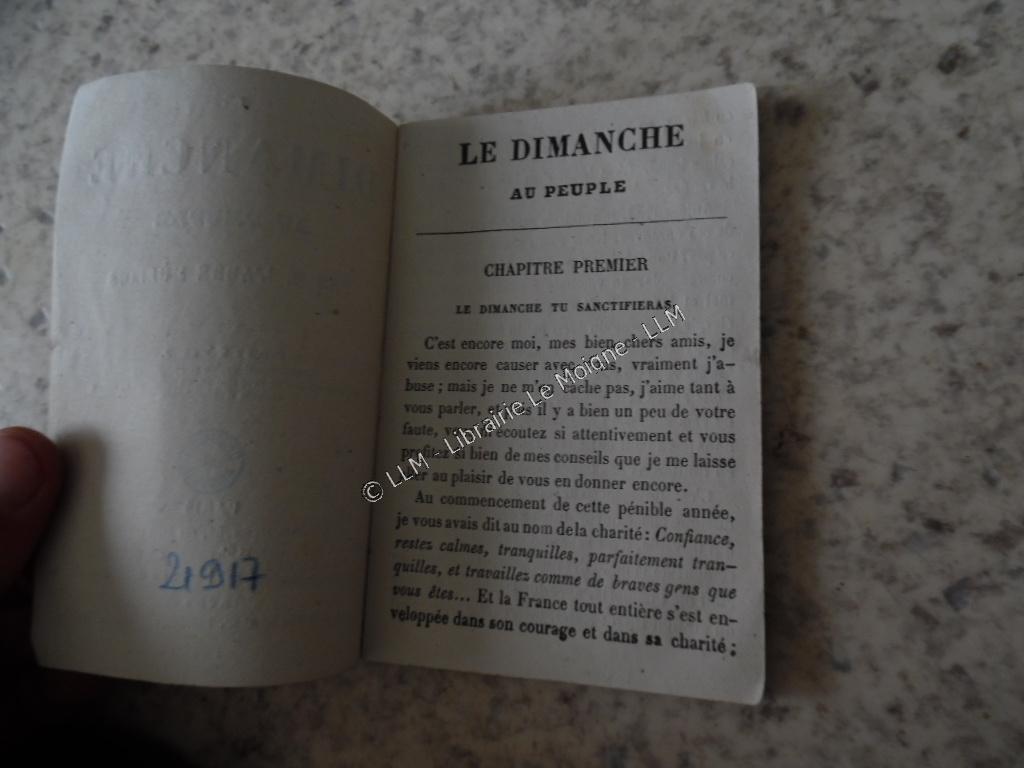 LE DIMANCHE
AU PEUPLE
CHAPITRE PREMIER
LE DIMANCHE TU SANCTIFIERAS.
C'est encore moi, mes bien chers amis, je
viens encore causer avec vous, vraiment j'a-
buse ; mais je ne m'en cache pas, j'aime tant à
vous parler, et puis il y a bien un peu de votre
faute, vous m'écoutez si attentivement et vous
profitez si bien de mes conseils que je me laisse
aller au plaisir de vous en donner encore.
Au commencement de cette pénible année,
je vous avais dit au nom dela charité : Confiance,
restez calmes, tranquilles, parfaitement tran-
quilles, et travaillez comme de braves gens que
vous êtes... Et la France tout entière s'est en-
veloppée dans son courage et dans sa charité ;
© LLM - Librairie Le Moigne - LLM